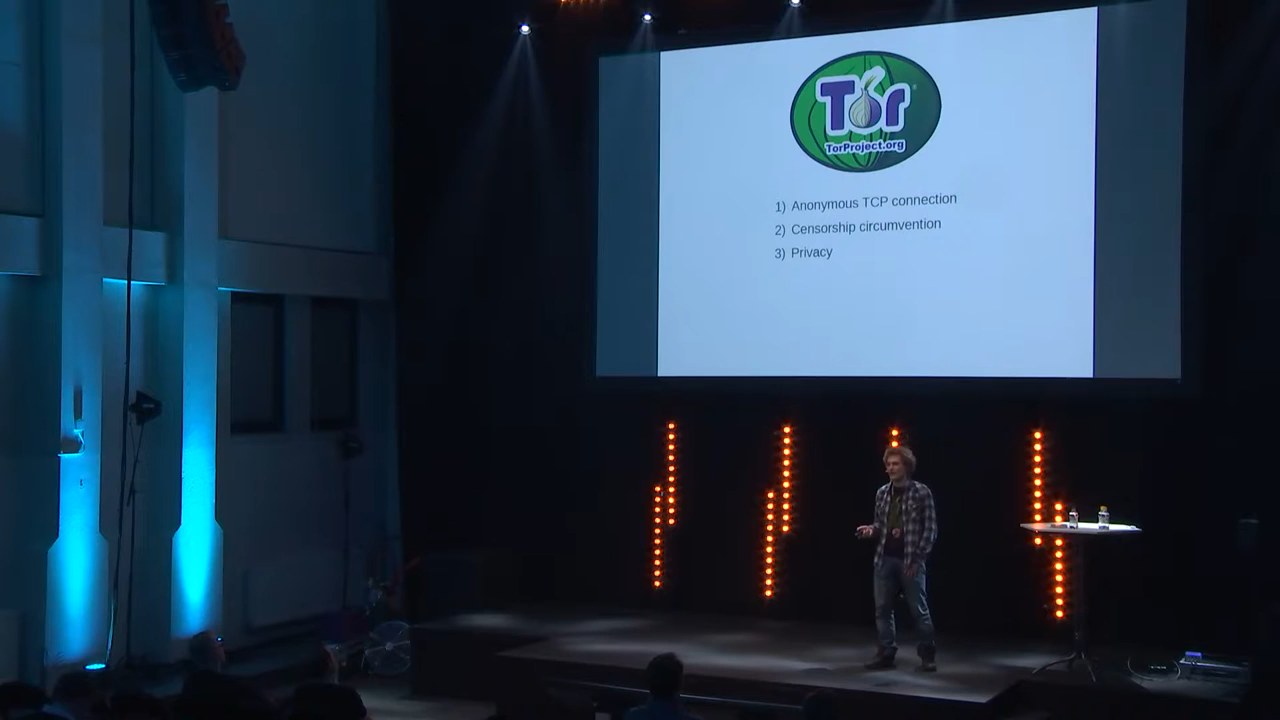 Tor
TorProject.org
1) Anonymous TCP connection
2) Censorship circumvention
3) Privacy